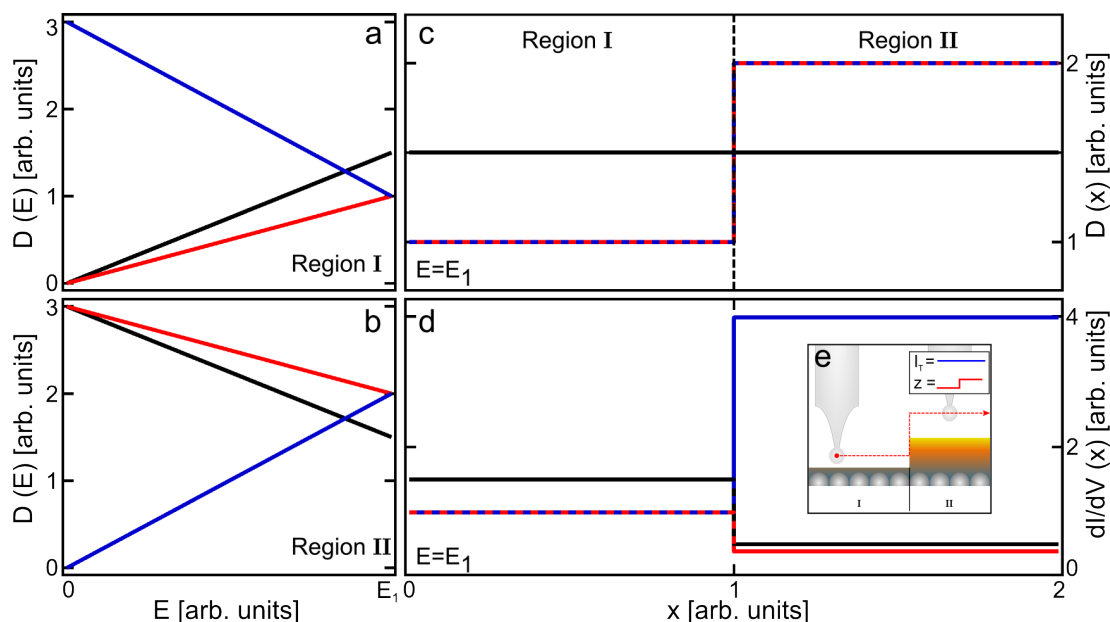 a
3
2
1
0
D (E) [arb. units]
Region I
c
Region I
Region II
2
1
D (x) [arb. units]
E=E1
b
3
2
1
0
D (E) [arb. units]
Region II
0
E1
E [arb. units]
d
4
2
0
dI/dV (x) [arb. units]
E=E1
0
1
2
x [arb. units]
e
IT =
z =
I
II